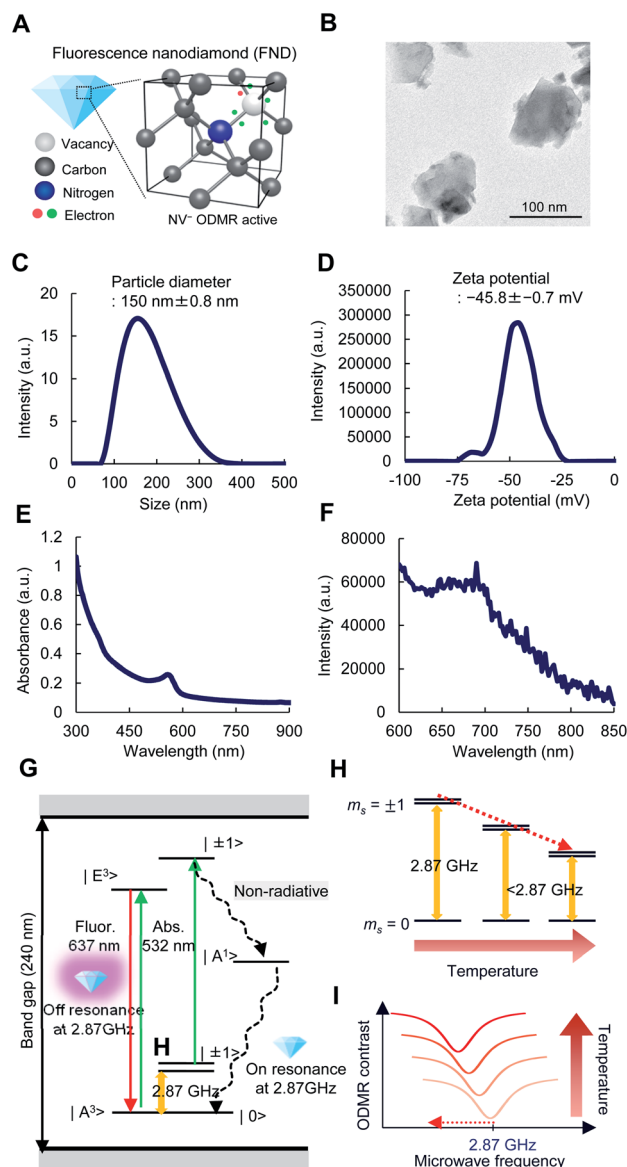 A
Fluorescence nanodiamond (FND)
Vacancy
Carbon
Nitrogen
Electron
NV⁻ ODMR active
B
100 nm
C
Particle diameter
: 150 nm±0.8 nm
Intensity (a.u.)
20
15
10
5
0
0 100 200 300 400 500
Size (nm)
D
Zeta potential
: −45.8±−0.7 mV
Intensity (a.u.)
350000
300000
250000
200000
150000
100000
50000
0
-100 -75 -50 -25 0
Zeta potential (mV)
E
Absorbance (a.u.)
1.2
1
0.8
0.6
0.4
0.2
0
300 450 600 750 900
Wavelength (nm)
F
Intensity (a.u.)
80000
60000
40000
20000
0
600 650 700 750 800 850
Wavelength (nm)
G
Band gap (240 nm)
| ±1>
| E³>
Non-radiative
Fluor.
637 nm
Abs.
532 nm
| A¹>
Off resonance
at 2.87GHz
H
| ±1>
2.87 GHz
On resonance
at 2.87GHz
| A³>
| 0>
H
mₛ = ±1
2.87 GHz
<2.87 GHz
mₛ = 0
Temperature
I
ODMR contrast
Temperature
2.87 GHz
Microwave frequency